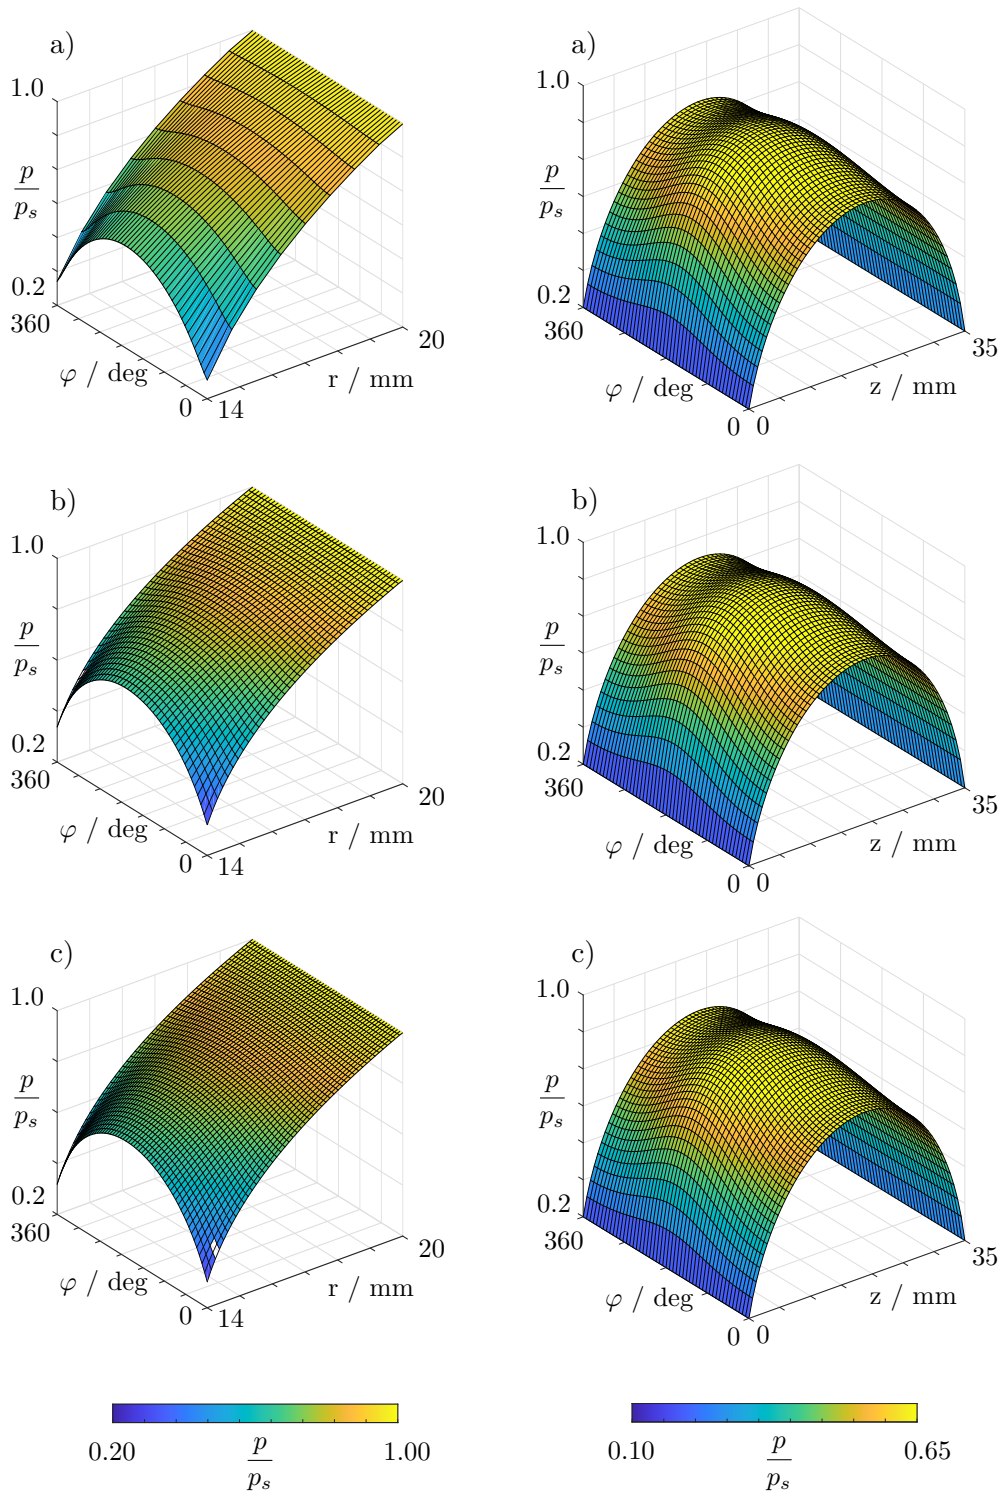 a)
1.0
p
p_s
0.2
360
φ / deg
0
14
r / mm
20
a)
1.0
p
p_s
0.2
360
φ / deg
0
0
z / mm
35
b)
1.0
p
p_s
0.2
360
φ / deg
0
14
r / mm
20
b)
1.0
p
p_s
0.2
360
φ / deg
0
0
z / mm
35
c)
1.0
p
p_s
0.2
360
φ / deg
0
14
r / mm
20
c)
1.0
p
p_s
0.2
360
φ / deg
0
0
z / mm
35
0.20
p
p_s
1.00
0.10
p
p_s
0.65